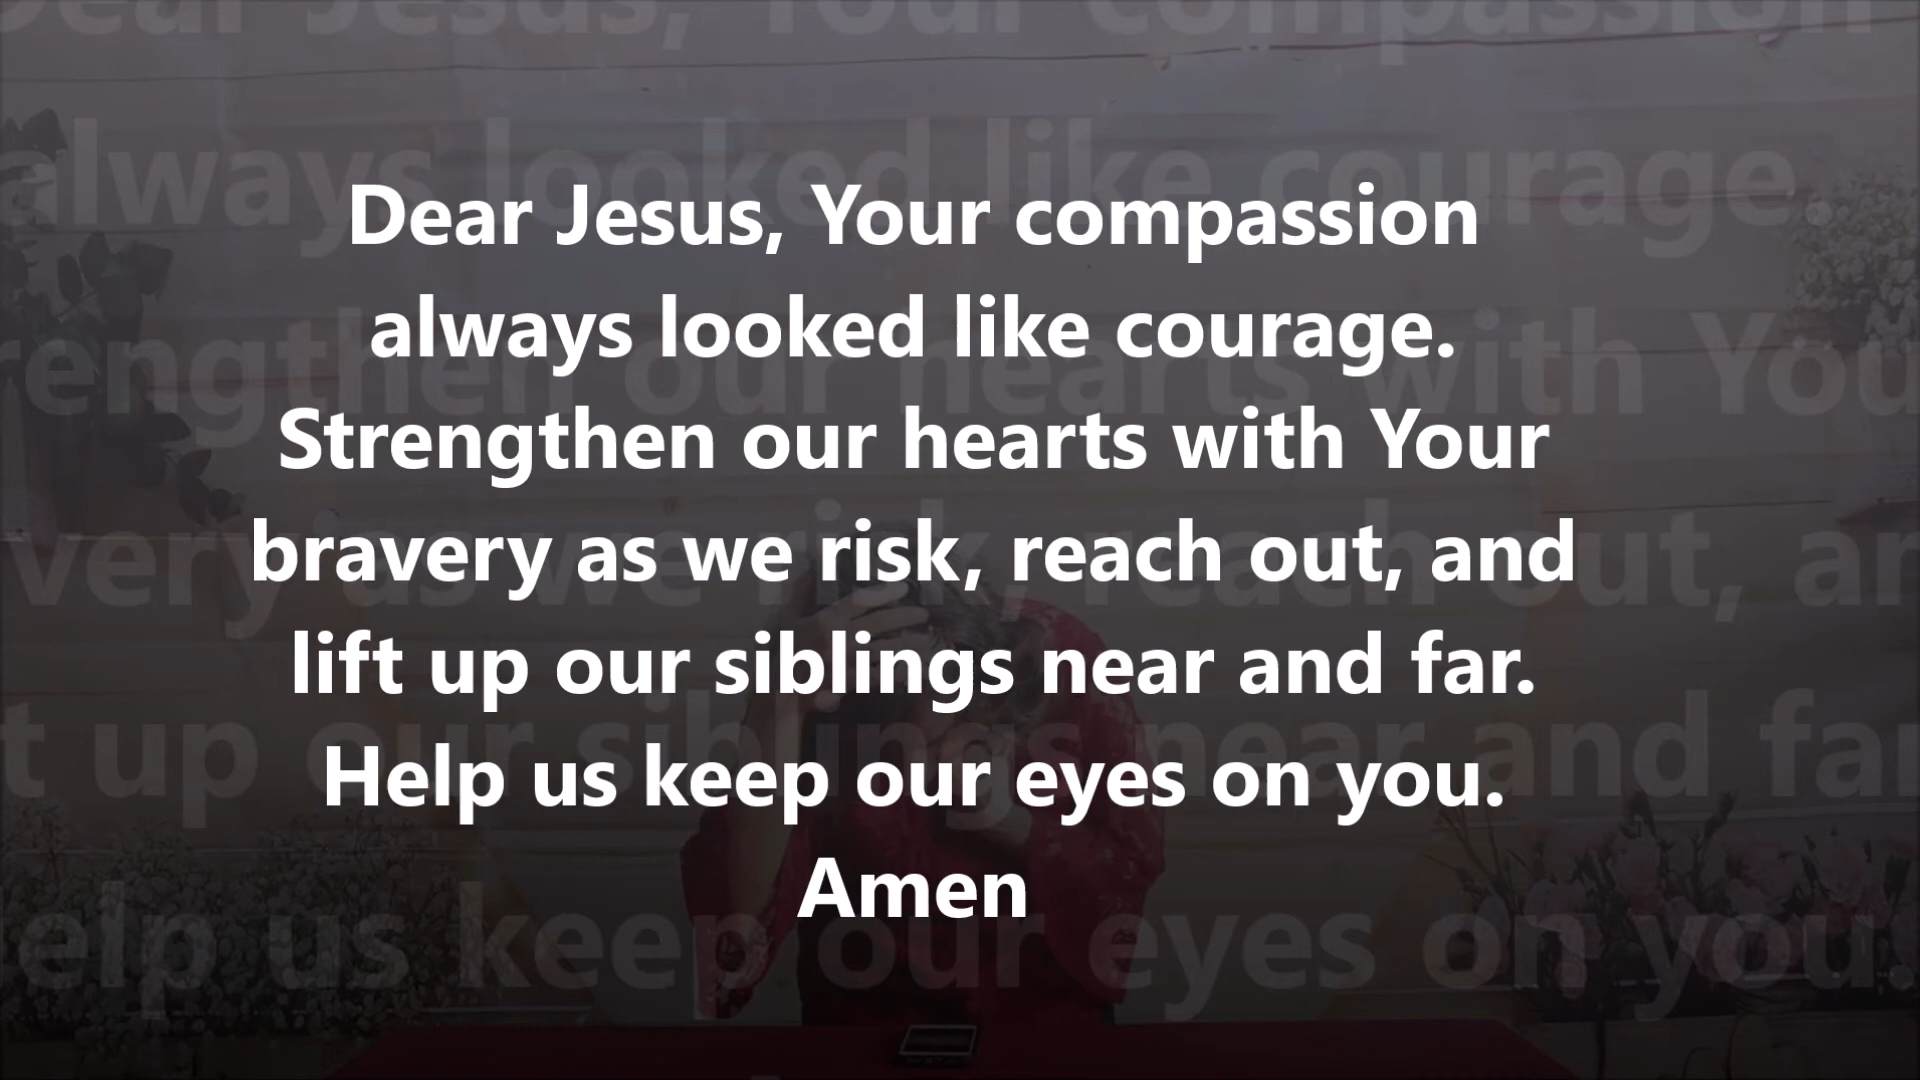 Dear Jesus, Your compassion
always looked like courage.
Strengthen our hearts with Your
bravery as we risk, reach out, and
lift up our siblings near and far.
Help us keep our eyes on you.
Amen